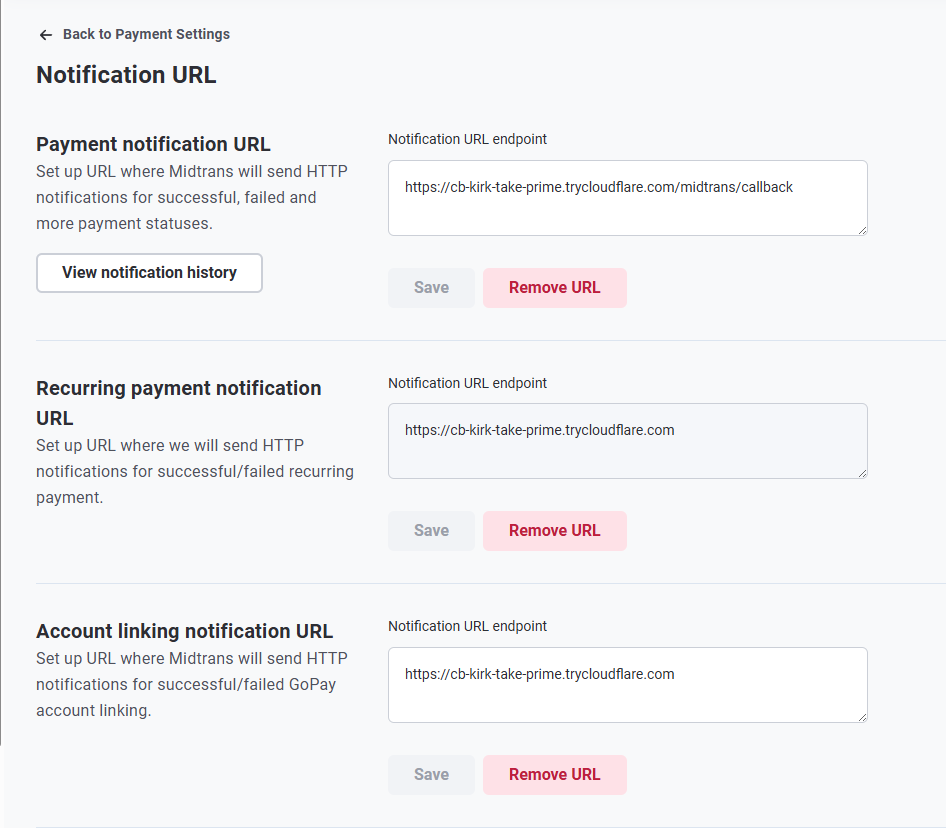 Back to Payment Settings
Notification URL
Payment notification URL
Set up URL where Midtrans will send HTTP
notifications for successful, failed and
more payment statuses.
View notification history
Notification URL endpoint
https://cb-kirk-take-prime.trycloudflare.com/midtrans/callback
Save
Remove URL
Recurring payment notification
URL
Set up URL where we will send HTTP
notifications for successful/failed recurring
payment.
Notification URL endpoint
https://cb-kirk-take-prime.trycloudflare.com
Save
Remove URL
Account linking notification URL
Set up URL where Midtrans will send HTTP
notifications for successful/failed GoPay
account linking.
Notification URL endpoint
https://cb-kirk-take-prime.trycloudflare.com
Save
Remove URL